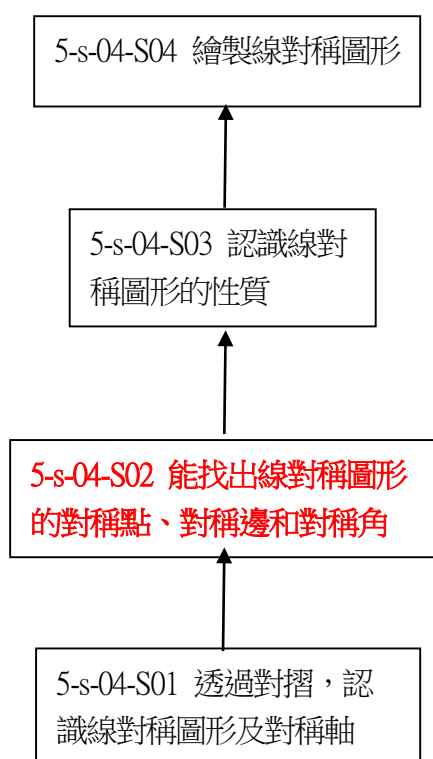 5-s-04-S04 繪製線對稱圖形
5-s-04-S03 認識線對
稱圖形的性質
5-s-04-S02 能找出線對稱圖形
的對稱點、對稱邊和對稱角
5-s-04-S01 透過對摺，認
識線對稱圖形及對稱軸